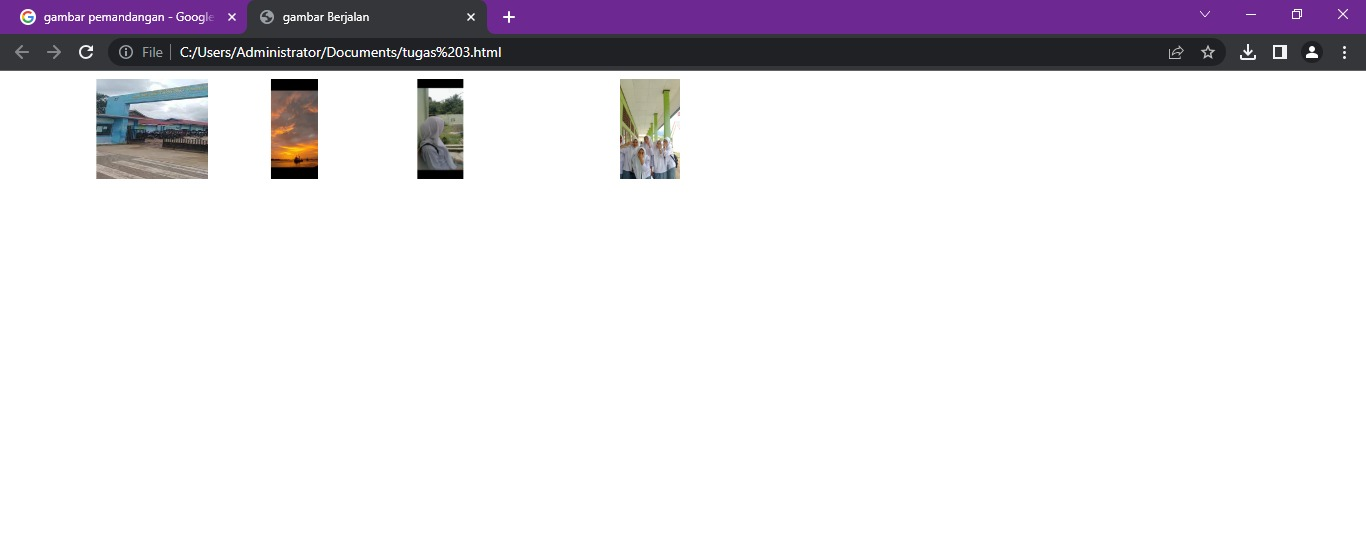 gambar pemandangan - Google
gambar Berjalan
File
C:/Users/Administrator/Documents/tugas%203.html